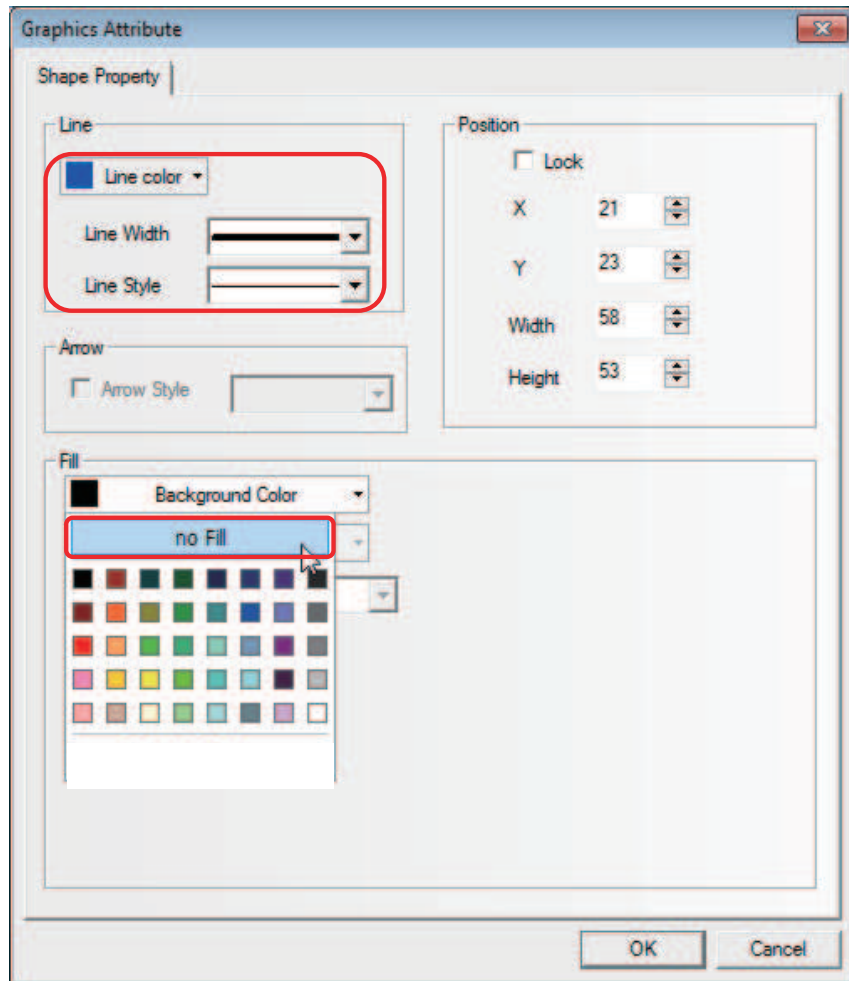 Graphics Attribute
Shape Property
Line
Line color
Line Width
Line Style
Arrow
Arrow Style
Position
Lock
X 21
Y 23
Width 58
Height 53
Fill
Background Color
no Fill
OK
Cancel